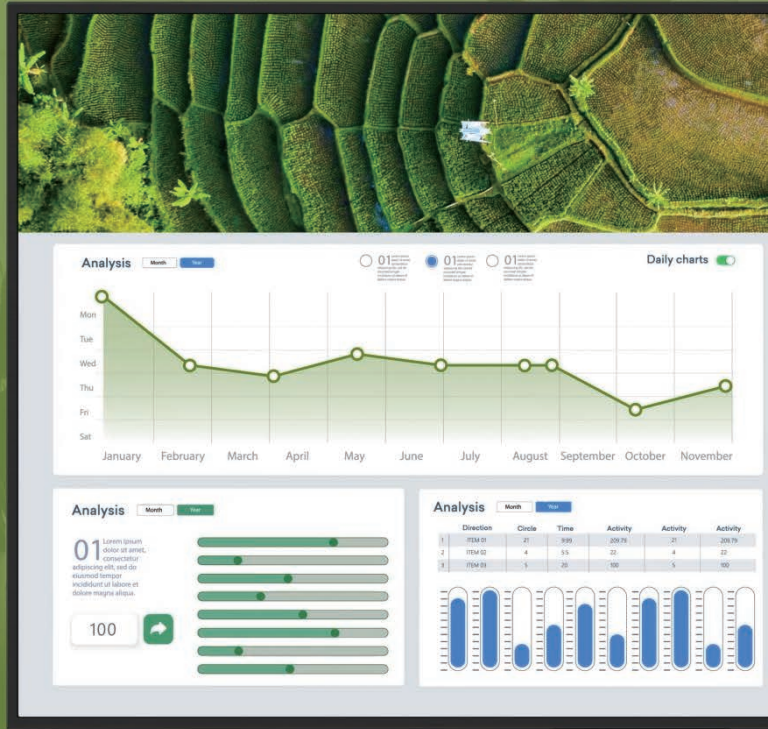 Analysis Month Year
01
01
01
Daily charts
Mon
Tue
Wed
Thu
Fri
Sat
January February March April May June July August September October November
Analysis Month Year
01 Lorem ipsum
dolor sit amet,
consectetur
adipiscing elit, sed do
eiusmod tempor
incididunt ut labore et
dolore magna aliqua.
100
Analysis Month Year
Direction Circle Time Activity Activity Activity
1 ITEM 01 21 9.99 209.79 21 209.79
2 ITEM 02 4 5.5 22 4 22
3 ITEM 03 5 20 100 5 100